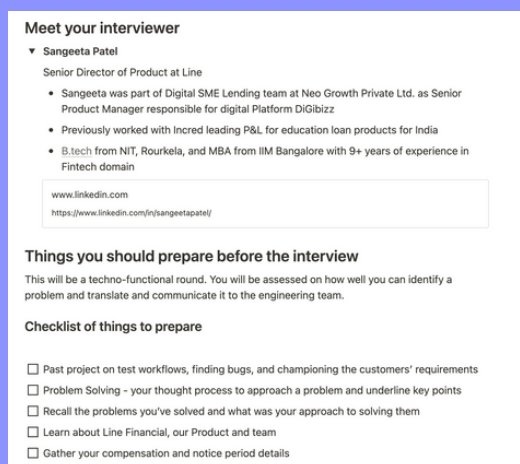 Meet your interviewer
Sangeeta Patel
Senior Director of Product at Line
Sangeeta was part of Digital SME Lending team at Neo Growth Private Ltd. as Senior
Product Manager responsible for digital Platform DiGibizz
Previously worked with Incred leading P&L for education loan products for India
B.tech from NIT, Rourkela, and MBA from IIM Bangalore with 9+ years of experience in
Fintech domain
www.linkedin.com
https://www.linkedin.com/in/sangeetapatel/
Things you should prepare before the interview
This will be a techno-functional round. You will be assessed on how well you can identify a
problem and translate and communicate it to the engineering team.
Checklist of things to prepare
Past project on test workflows, finding bugs, and championing the customers' requirements
Problem Solving - your thought process to approach a problem and underline key points
Recall the problems you've solved and what was your approach to solving them
Learn about Line Financial, our Product and team
Gather your compensation and notice period details